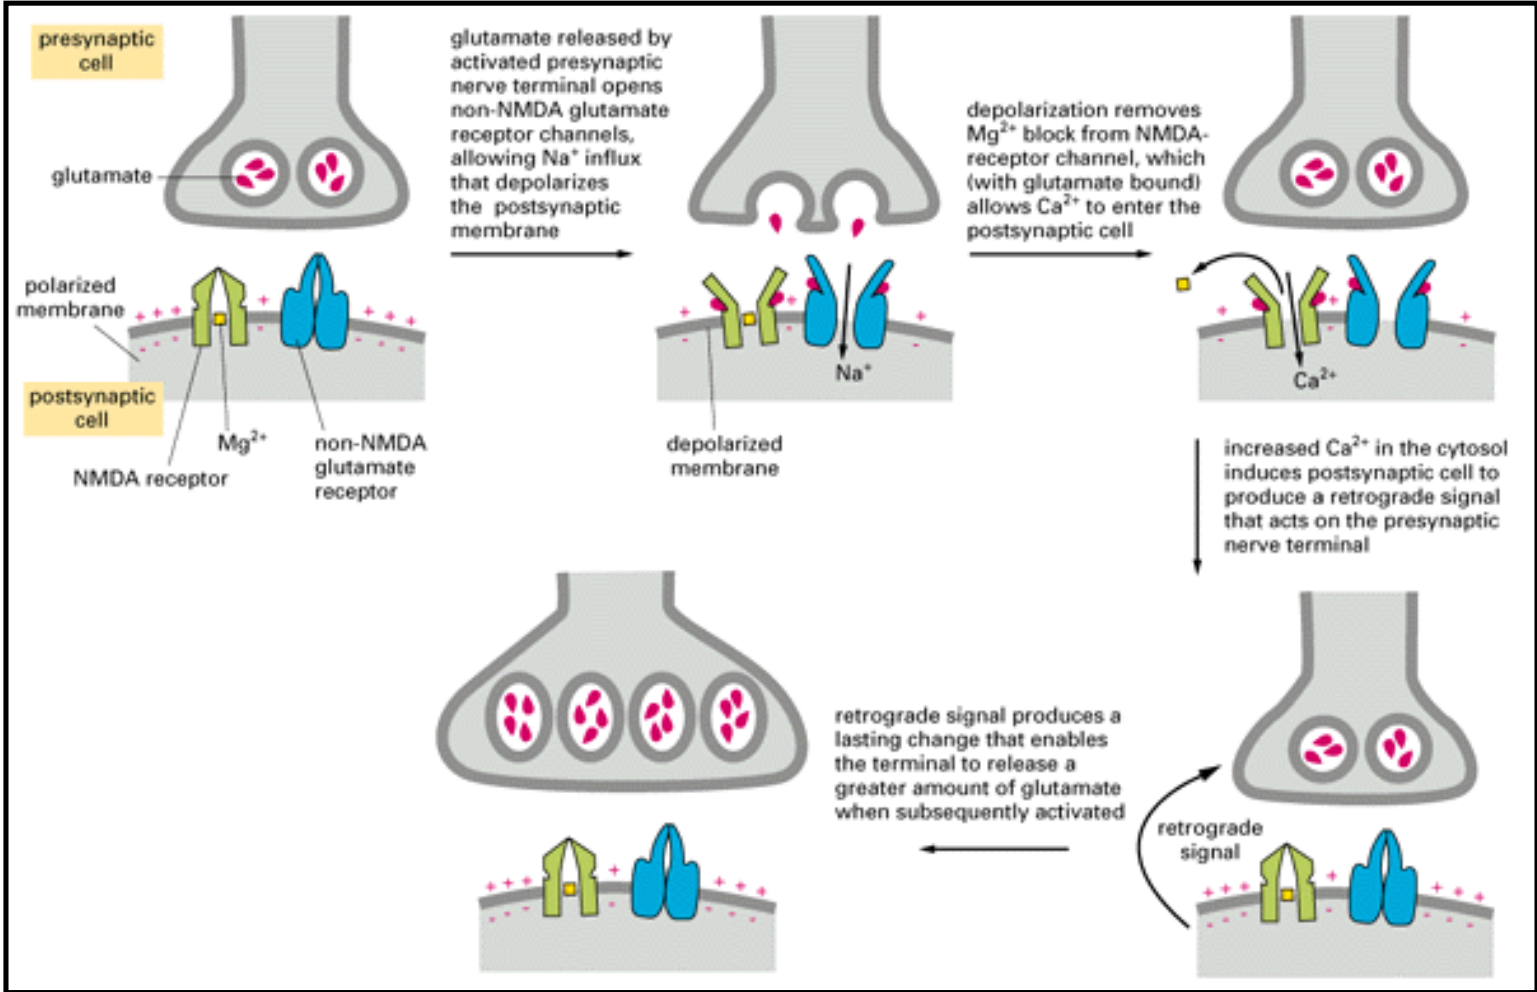 presynaptic
cell
glutamate
polarized
membrane
postsynaptic
cell
Mg²⁺
NMDA receptor
non-NMDA
glutamate
receptor
glutamate released by
activated presynaptic
nerve terminal opens
non-NMDA glutamate
receptor channels,
allowing Na⁺ influx
that depolarizes
the postsynaptic
membrane
Na⁺
depolarized
membrane
depolarization removes
Mg²⁺ block from NMDA-
receptor channel, which
(with glutamate bound)
allows Ca²⁺ to enter the
postsynaptic cell
Ca²⁺
increased Ca²⁺ in the cytosol
induces postsynaptic cell to
produce a retrograde signal
that acts on the presynaptic
nerve terminal
retrograde
signal
retrograde signal produces a
lasting change that enables
the terminal to release a
greater amount of glutamate
when subsequently activated